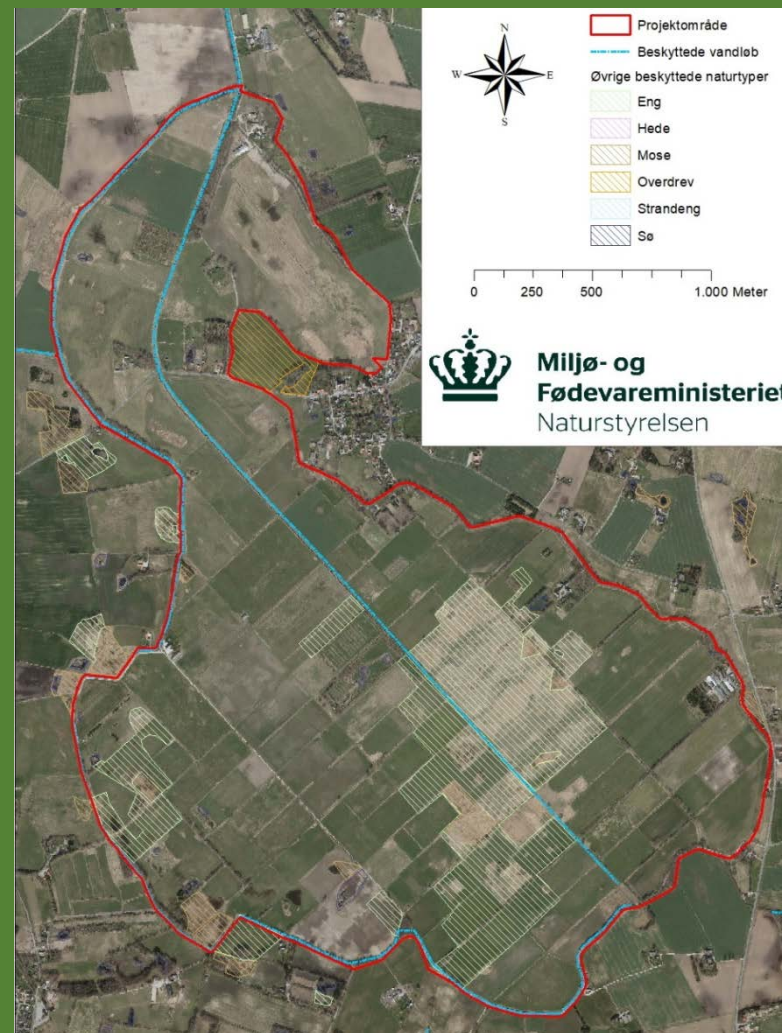 N
W E
S
Projektområde
Beskyttede vandløb
Øvrige beskyttede naturtyper
Eng
Hede
Mose
Overdrev
Strandeng
Sø
0 250 500 1.000 Meter
Miljø- og
Fødevareministeriet
Naturstyrelsen